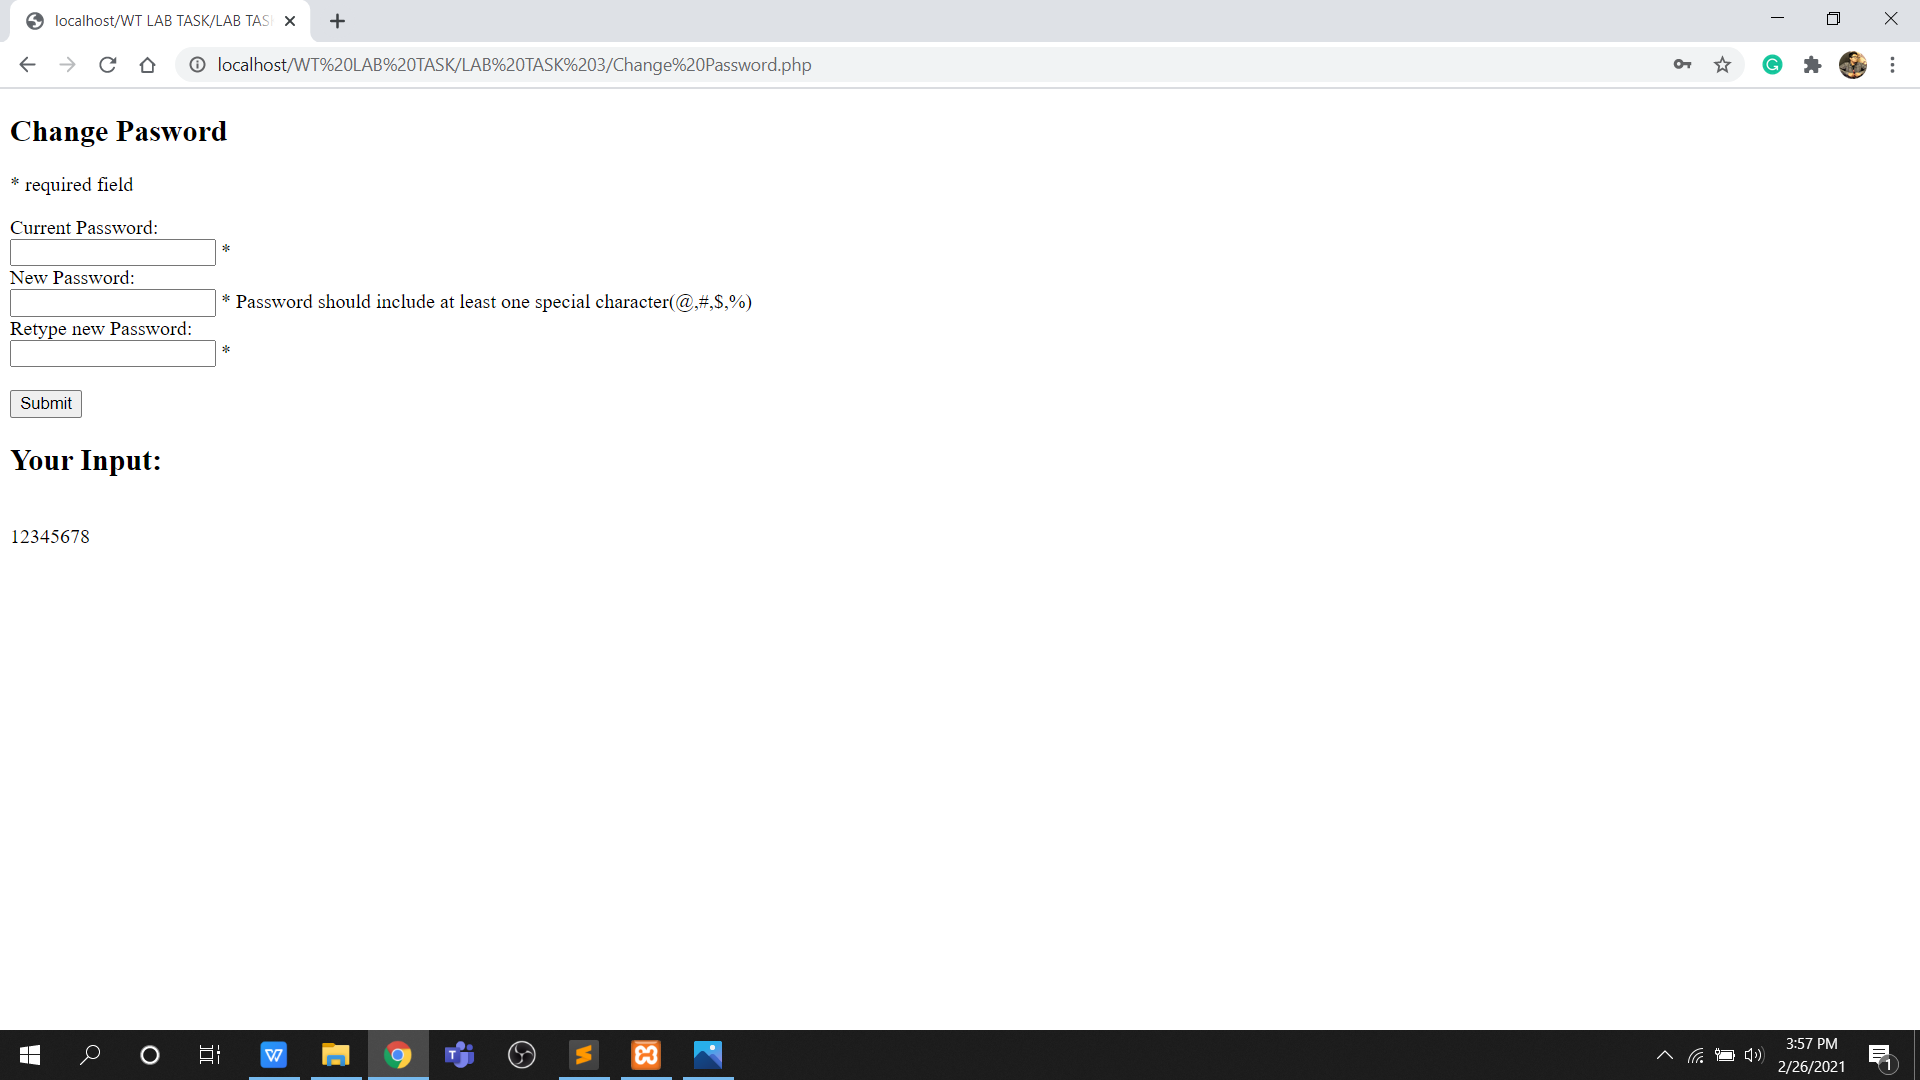 localhost/WT LAB TASK/LAB TAS
localhost/WT%20LAB%20TASK/LAB%20TASK%203/Change%20Password.php
Change Pasword
* required field
Current Password:
*
New Password:
* Password should include at least one special character(@,#,$,%)
Retype new Password:
*
Submit
Your Input:
12345678
3:57 PM
2/26/2021
1